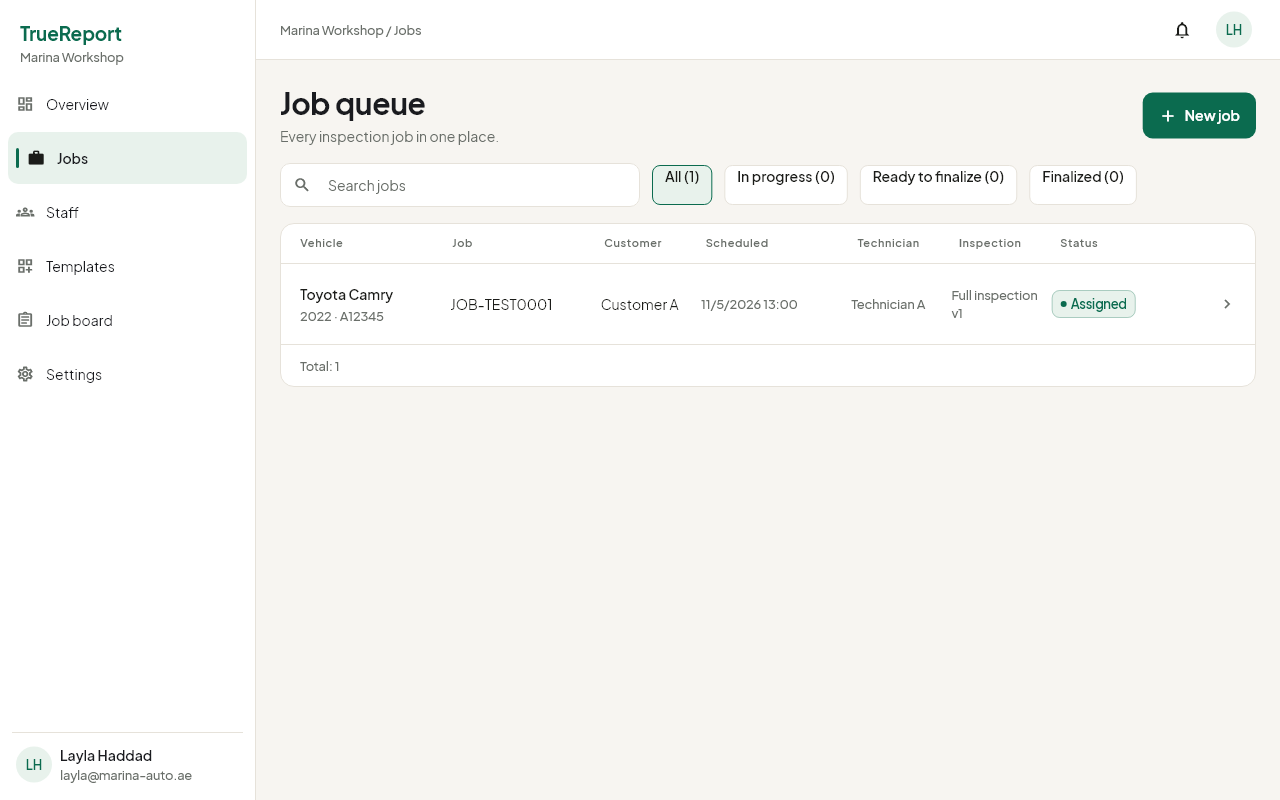 TrueReport
Marina Workshop
Overview
Jobs
Staff
Templates
Job board
Settings
Layla Haddad
LH
layla@marina-auto.ae
Marina Workshop / Jobs
LH
Job queue
Every inspection job in one place.
New job
Search jobs
All (1)
In progress (0)
Ready to finalize (0)
Finalized (0)
Vehicle Job Customer Scheduled Technician Inspection Status
Toyota Camry
2022 · A12345
JOB-TEST0001
Customer A
11/5/2026 13:00
Technician A
Full inspection
v1
Assigned
Total: 1